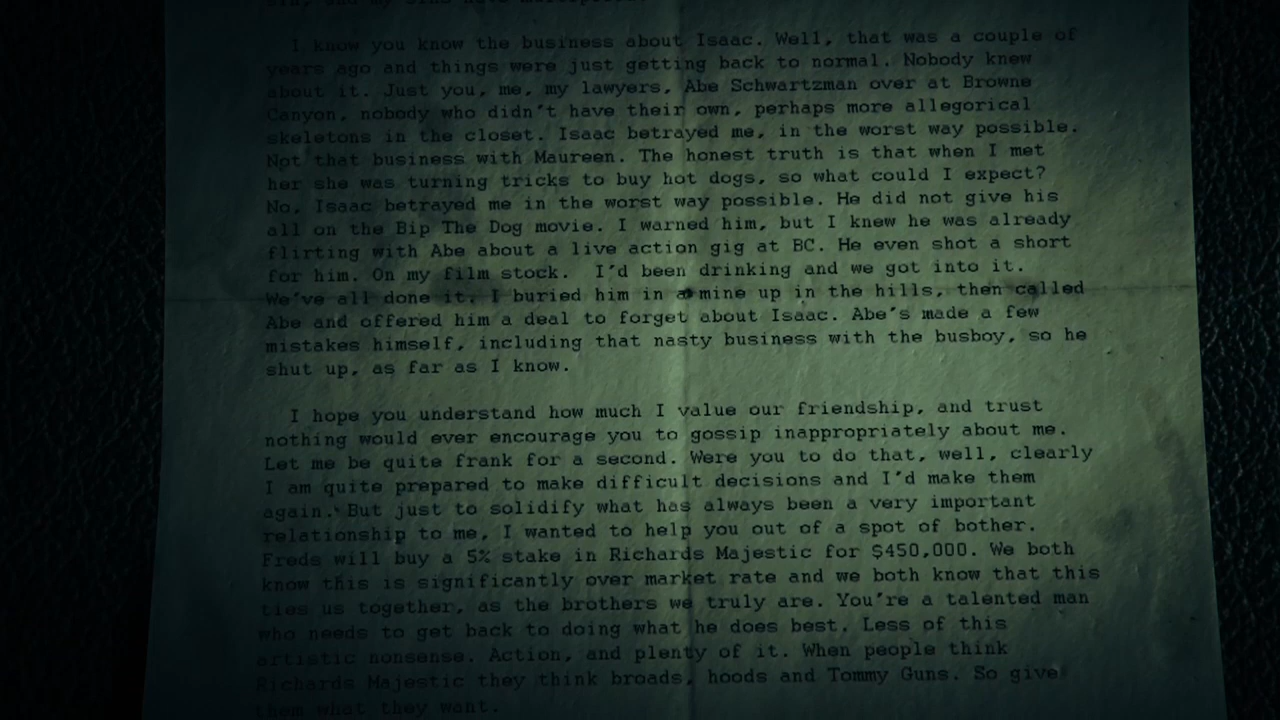 I know you know the business about Isaac. Well, that was a couple of
years ago and things were just getting back to normal. Nobody knew
about it. Just you, me, my lawyers, Abe Schwartzman over at Browne
Canyon, nobody who didn't have their own, perhaps more allegorical
skeletons in the closet. Isaac betrayed me, in the worst way possible.
Not that business with Maureen. The honest truth is that when I met
her she was turning tricks to buy hot dogs, so what could I expect?
No, Isaac betrayed me in the worst way possible. He did not give his
all on the Bip The Dog movie. I warned him, but I knew he was already
flirting with Abe about a live action gig at BC. He even shot a short
for him. On my film stock. I'd been drinking and we got into it.
We've all done it. I buried him in a mine up in the hills, then called
Abe and offered him a deal to forget about Isaac. Abe's made a few
mistakes himself, including that nasty business with the busboy, so he
shut up, as far as I know.
I hope you understand how much I value our friendship, and trust
nothing would ever encourage you to gossip inappropriately about me.
Let me be quite frank for a second. Were you to do that, well, clearly
I am quite prepared to make difficult decisions and I'd make them
again. But just to solidify what has always been a very important
relationship to me, I wanted to help you out of a spot of bother.
Freds will buy a 5% stake in Richards Majestic for $450,000. We both
know this is significantly over market rate and we both know that this
ties us together, as the brothers we truly are. You're a talented man
who needs to get back to doing what he does best. Less of this
artistic nonsense. Action, and plenty of it. When people think
Richards Majestic they think broads, hoods and Tommy Guns. So give
them what they want.